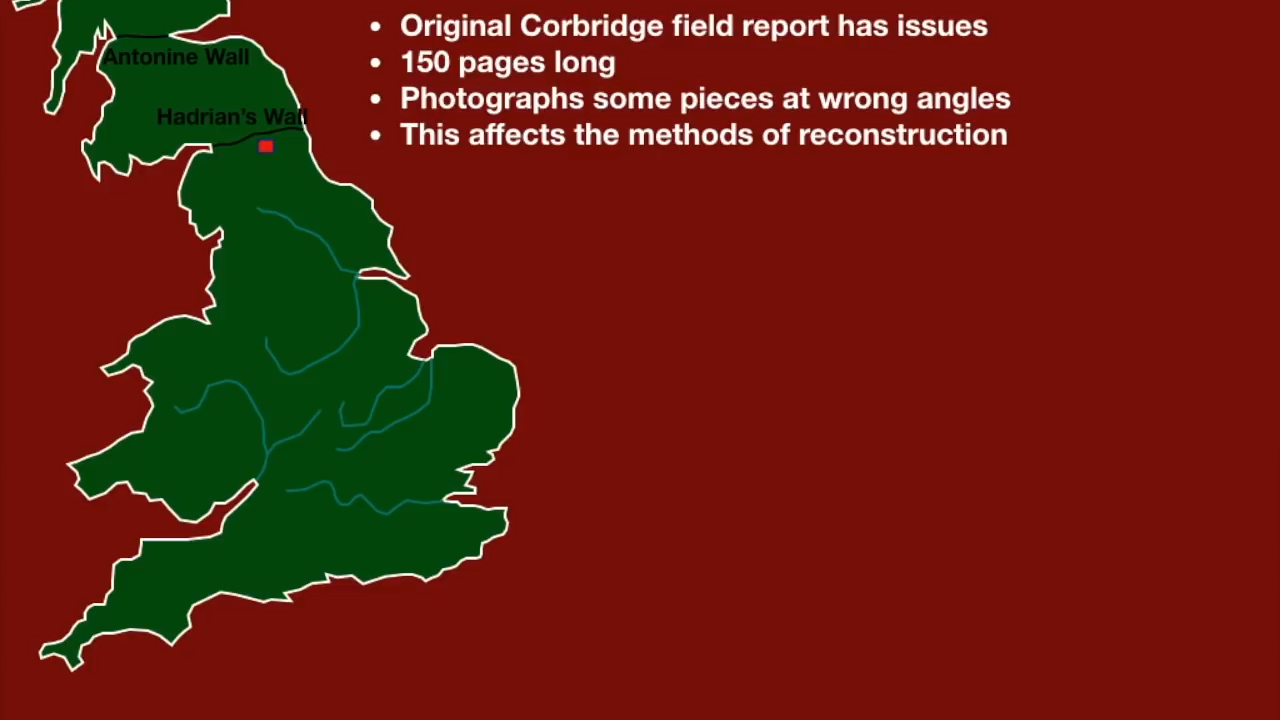 • Original Corbridge field report has issues
• 150 pages long
• Photographs some pieces at wrong angles
• This affects the methods of reconstruction
Antonine Wall
Hadrian's Wall